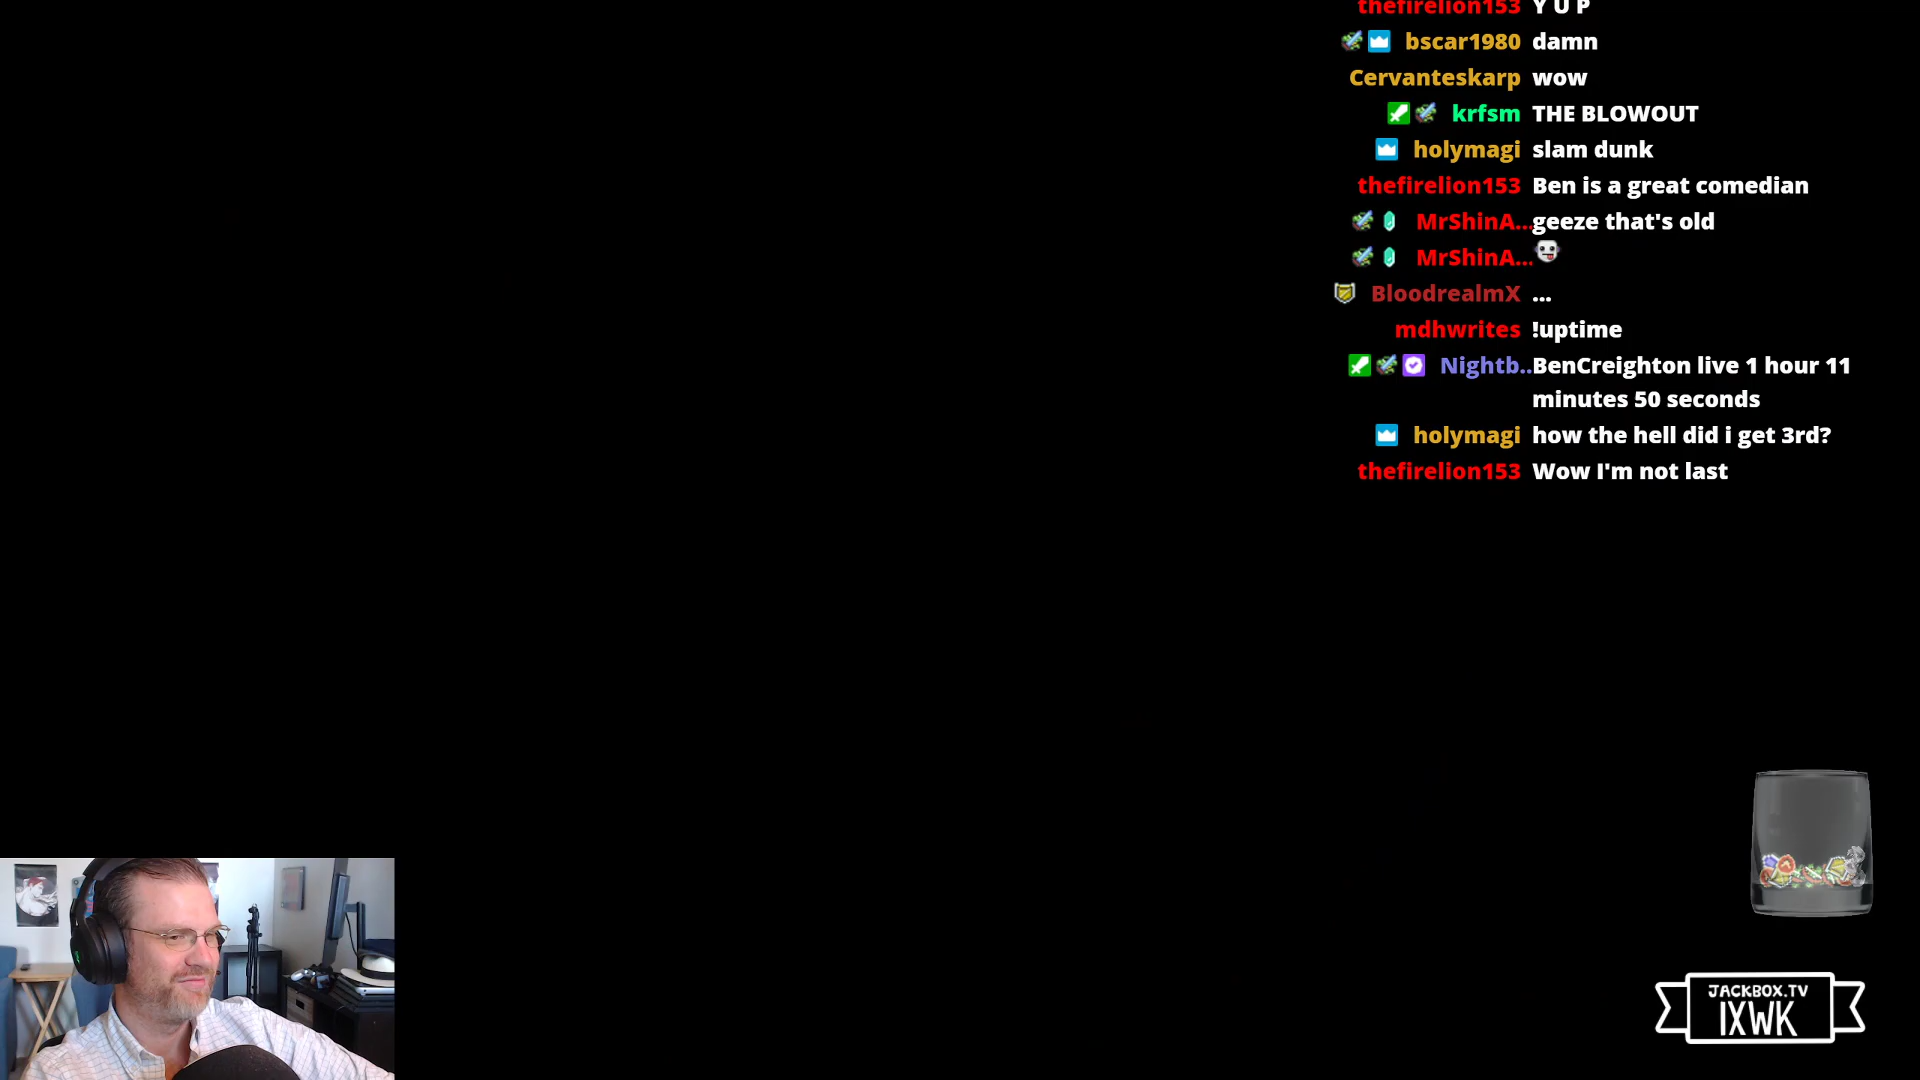 thefirelion153 Y U P
bscar1980 damn
Cervanteskarp wow
krfsm THE BLOWOUT
holymagi slam dunk
thefirelion153 Ben is a great comedian
MrShinA... geeze that's old
MrShinA...
BloodrealmX ...
mdhwrites !uptime
Nightb.. BenCreighton live 1 hour 11
minutes 50 seconds
holymagi how the hell did i get 3rd?
thefirelion153 Wow I'm not last
JACKBOX.TV
IXWK